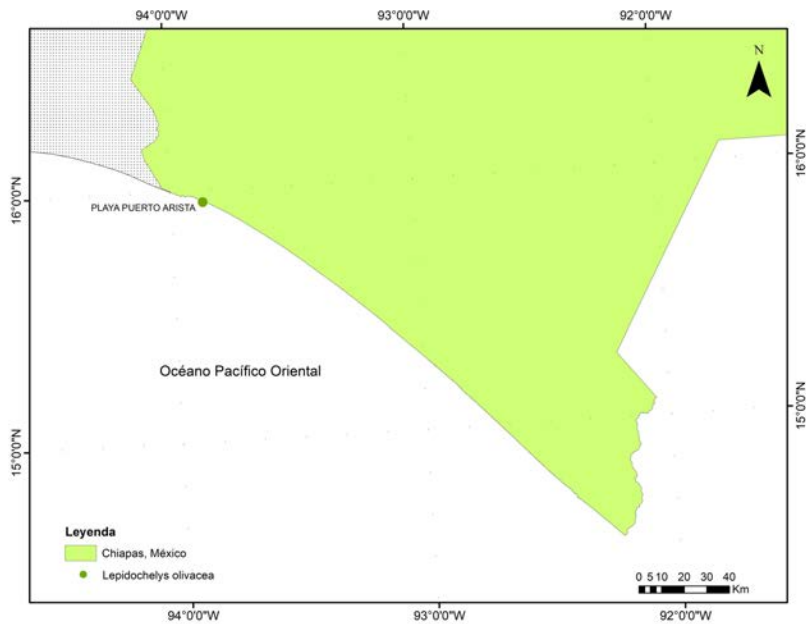 94°0'0"W 93°0'0"W 92°0'0"W
N
16°0'0"N
16°0'0"N
PLAYA PUERTO ARISTA
Océano Pacífico Oriental
15°0'0"N
15°0'0"N
Leyenda
Chiapas, México
Lepidochelys olivacea
0 5 10 20 30 40
Km
94°0'0"W 93°0'0"W 92°0'0"W